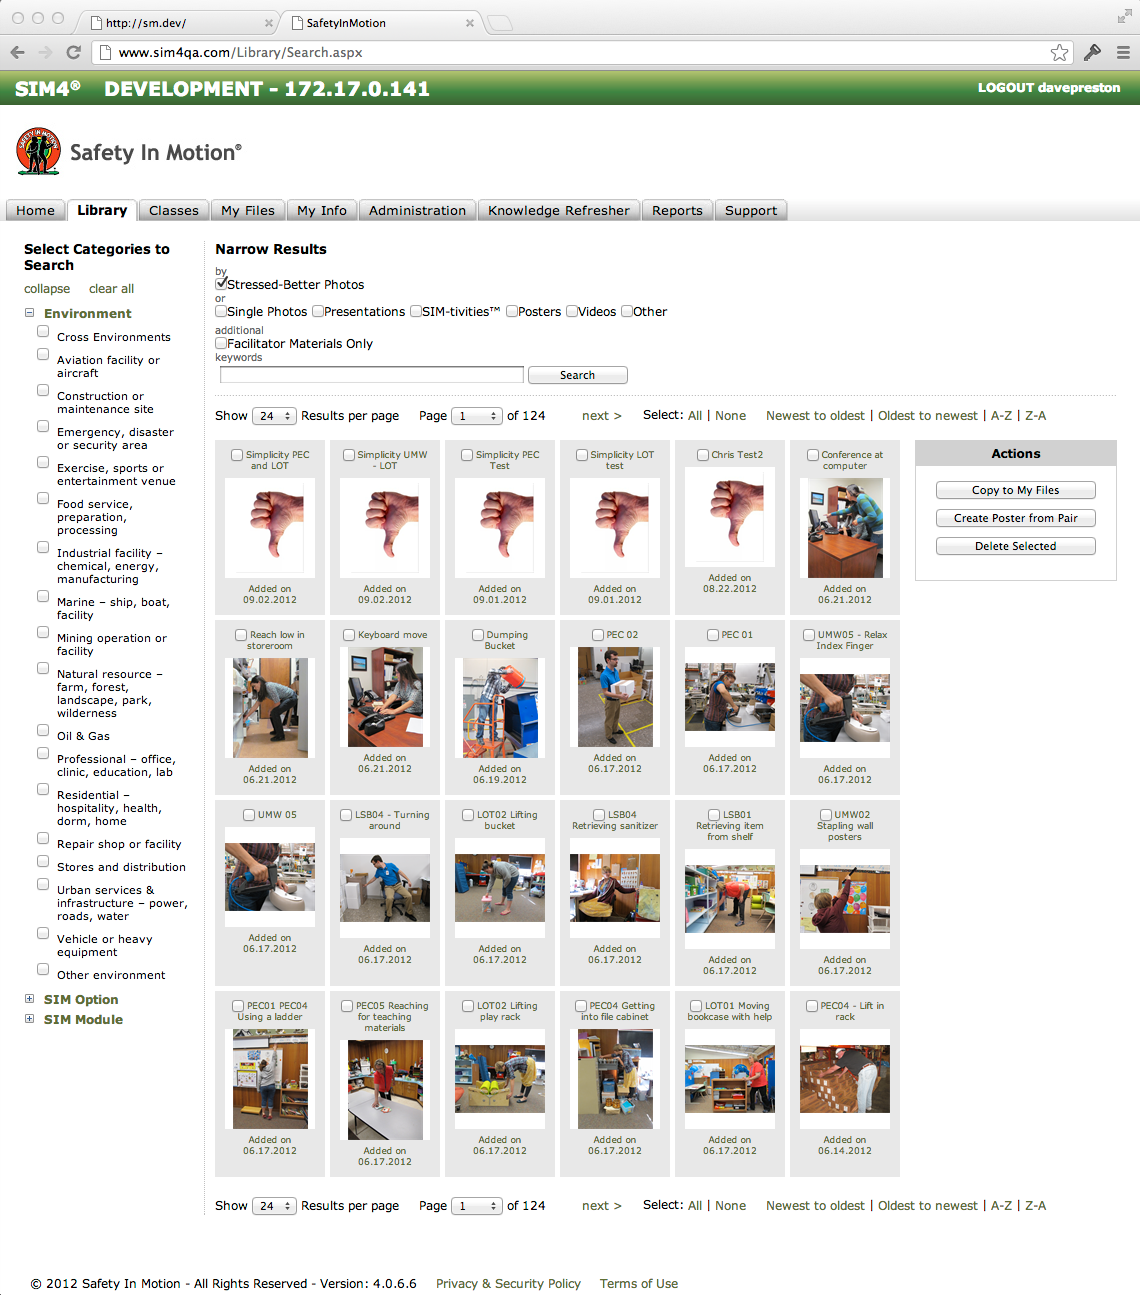 http://sm.dev/
SafetyInMotion
www.sim4qa.com/Library/Search.aspx
SIM4® DEVELOPMENT - 172.17.0.141
LOGOUT davepreston
SAFETY IN MOTION
Safety In Motion®
Home
Library
Classes
My Files
My Info
Administration
Knowledge Refresher
Reports
Support
Select Categories to
Search
collapse clear all
Environment
Cross Environments
Aviation facility or
aircraft
Construction or
maintenance site
Emergency, disaster
or security area
Exercise, sports or
entertainment venue
Food service,
preparation,
processing
Industrial facility –
chemical, energy,
manufacturing
Marine – ship, boat,
facility
Mining operation or
facility
Natural resource –
farm, forest,
landscape, park,
wilderness
Oil & Gas
Professional – office,
clinic, education, lab
Residential –
hospitality, health,
dorm, home
Repair shop or facility
Stores and distribution
Urban services &
infrastructure – power,
roads, water
Vehicle or heavy
equipment
Other environment
SIM Option
SIM Module
Narrow Results
by
Stressed-Better Photos
or
Single Photos Presentations SIM-tivities™ Posters Videos Other
additional
Facilitator Materials Only
keywords
Search
Show 24 Results per page Page 1 of 124 next > Select: All | None Newest to oldest | Oldest to newest | A-Z | Z-A
Simplicity PEC
and LOT
Added on
09.02.2012
Simplicity UMW
- LOT
Added on
09.02.2012
Simplicity PEC
Test
Added on
09.01.2012
Simplicity LOT
test
Added on
09.01.2012
Chris Test2
Added on
08.22.2012
Conference at
computer
Added on
06.21.2012
Actions
Copy to My Files
Create Poster from Pair
Delete Selected
Reach low in
storeroom
Added on
06.21.2012
Keyboard move
Added on
06.21.2012
Dumping
Bucket
Added on
06.19.2012
PEC 02
Added on
06.17.2012
PEC 01
Added on
06.17.2012
UMW05 - Relax
Index Finger
Added on
06.17.2012
UMW 05
Added on
06.17.2012
LSB04 - Turning
around
Added on
06.17.2012
LOT02 Lifting
bucket
Added on
06.17.2012
LSB04
Retrieving sanitizer
Added on
06.17.2012
LSB01
Retrieving item
from shelf
Added on
06.17.2012
UMW02
Stapling wall
posters
Added on
06.17.2012
PEC01 PEC04
Using a ladder
Added on
06.17.2012
PEC05 Reaching
for teaching
materials
Added on
06.17.2012
LOT02 Lifting
play rack
Added on
06.17.2012
PEC04 Getting
into file cabinet
Added on
06.17.2012
LOT01 Moving
bookcase with help
Added on
06.17.2012
PEC04 - Lift in
rack
Added on
06.14.2012
Show 24 Results per page Page 1 of 124 next > Select: All | None Newest to oldest | Oldest to newest | A-Z | Z-A
© 2012 Safety In Motion - All Rights Reserved - Version: 4.0.6.6 Privacy & Security Policy Terms of Use